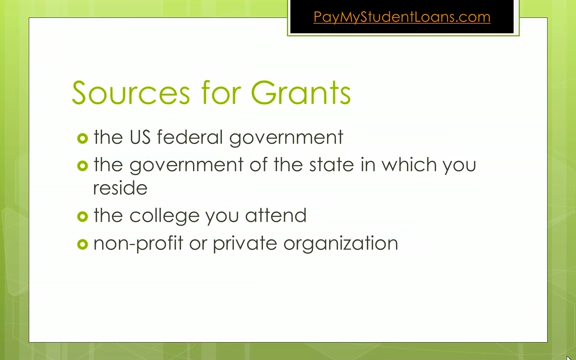 PayMyStudentLoans.com
Sources for Grants
the US federal government
the government of the state in which you
reside
the college you attend
non-profit or private organization